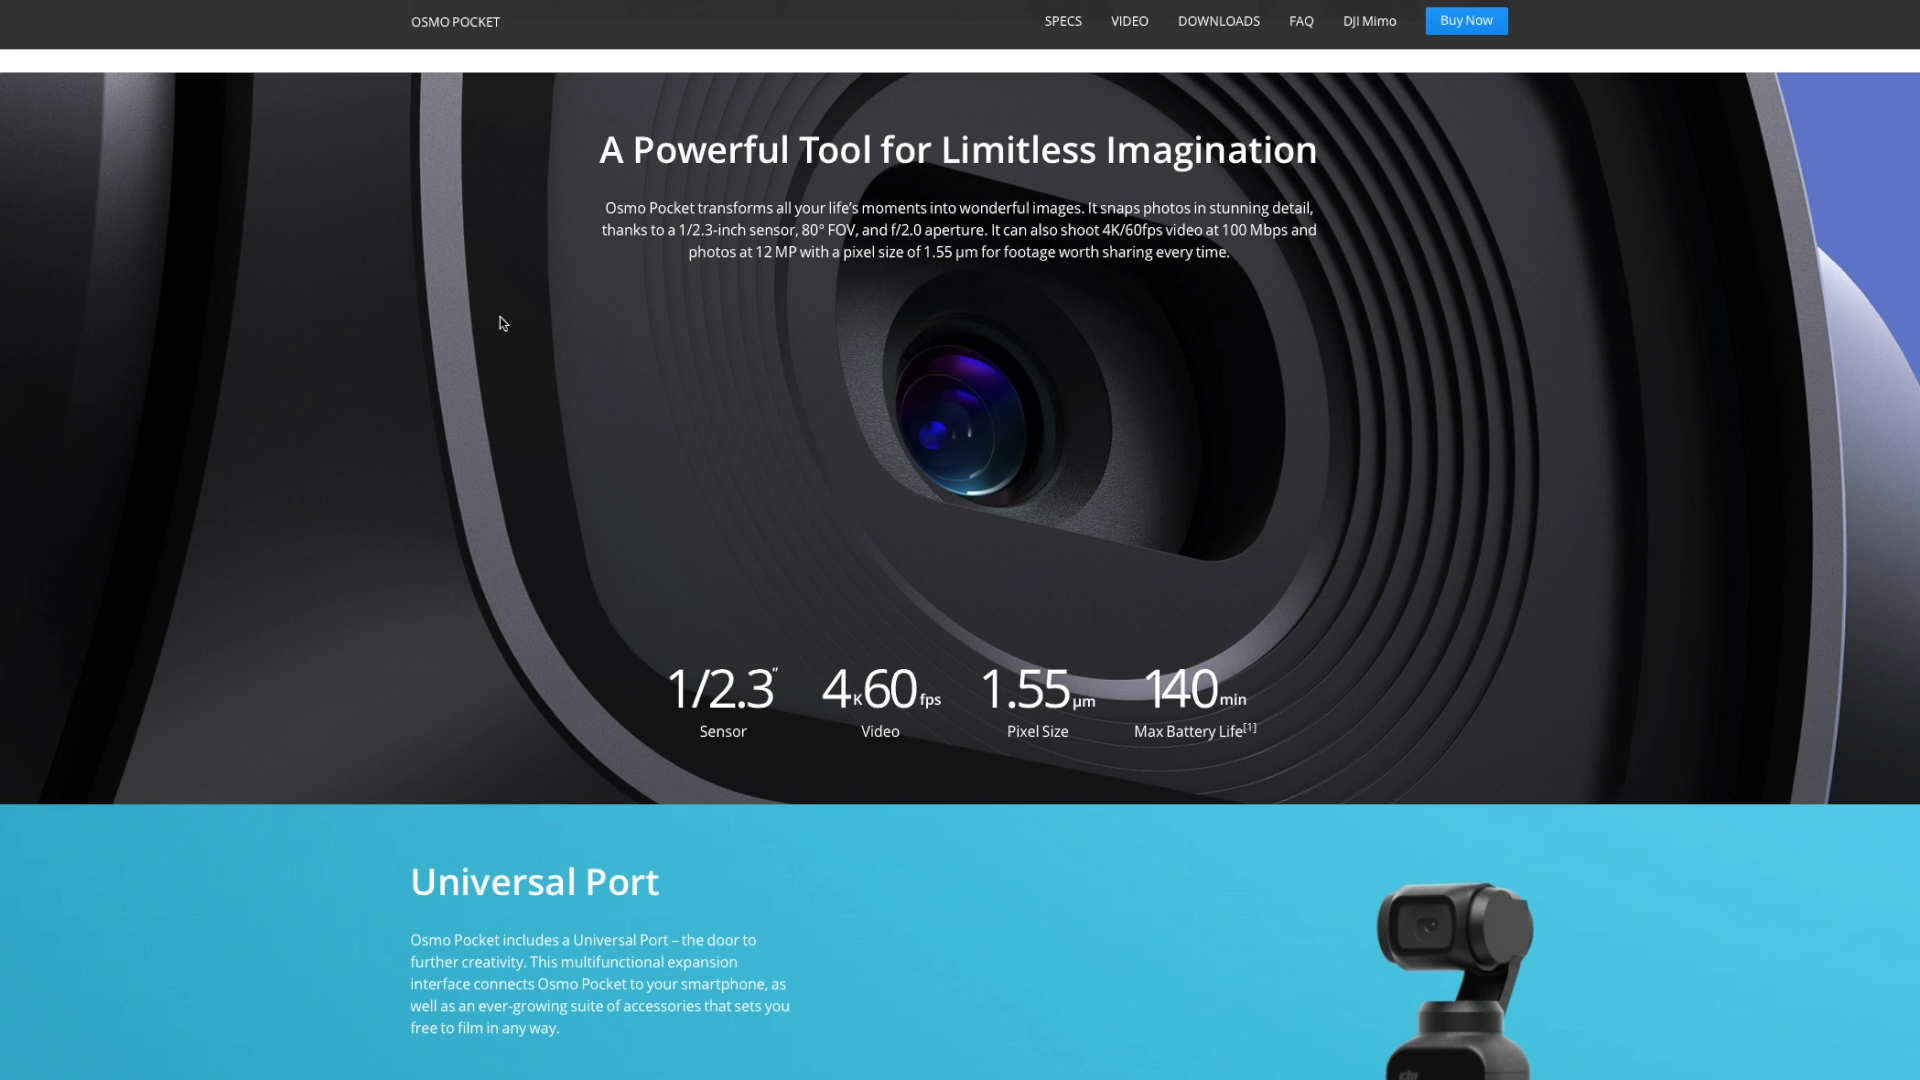 OSMO POCKET SPECS VIDEO DOWNLOADS FAQ DJI Mimo Buy Now
A Powerful Tool for Limitless Imagination
Osmo Pocket transforms all your life’s moments into wonderful images. It snaps photos in stunning detail,
thanks to a 1/2.3-inch sensor, 80° FOV, and f/2.0 aperture. It can also shoot 4K/60fps video at 100 Mbps and
photos at 12 MP with a pixel size of 1.55 μm for footage worth sharing every time.
1/2.3″ 4K60fps 1.55μm 140min
Sensor Video Pixel Size Max Battery Life[1]
Universal Port
Osmo Pocket includes a Universal Port – the door to
further creativity. This multifunctional expansion
interface connects Osmo Pocket to your smartphone, as
well as an ever-growing suite of accessories that sets you
free to film in any way.
dji